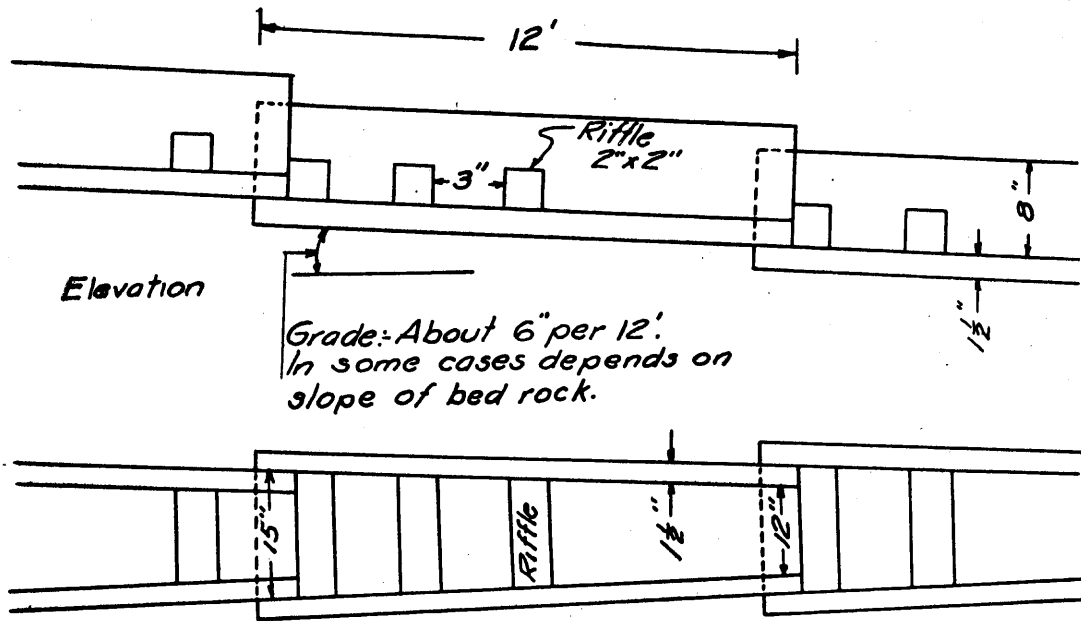 12'
Riffle
2"x2"
3"
8"
1½"
Elevation
Grade:- About 6" per 12'.
In some cases depends on
slope of bed rock.
15"
Riffle
1½"
12"